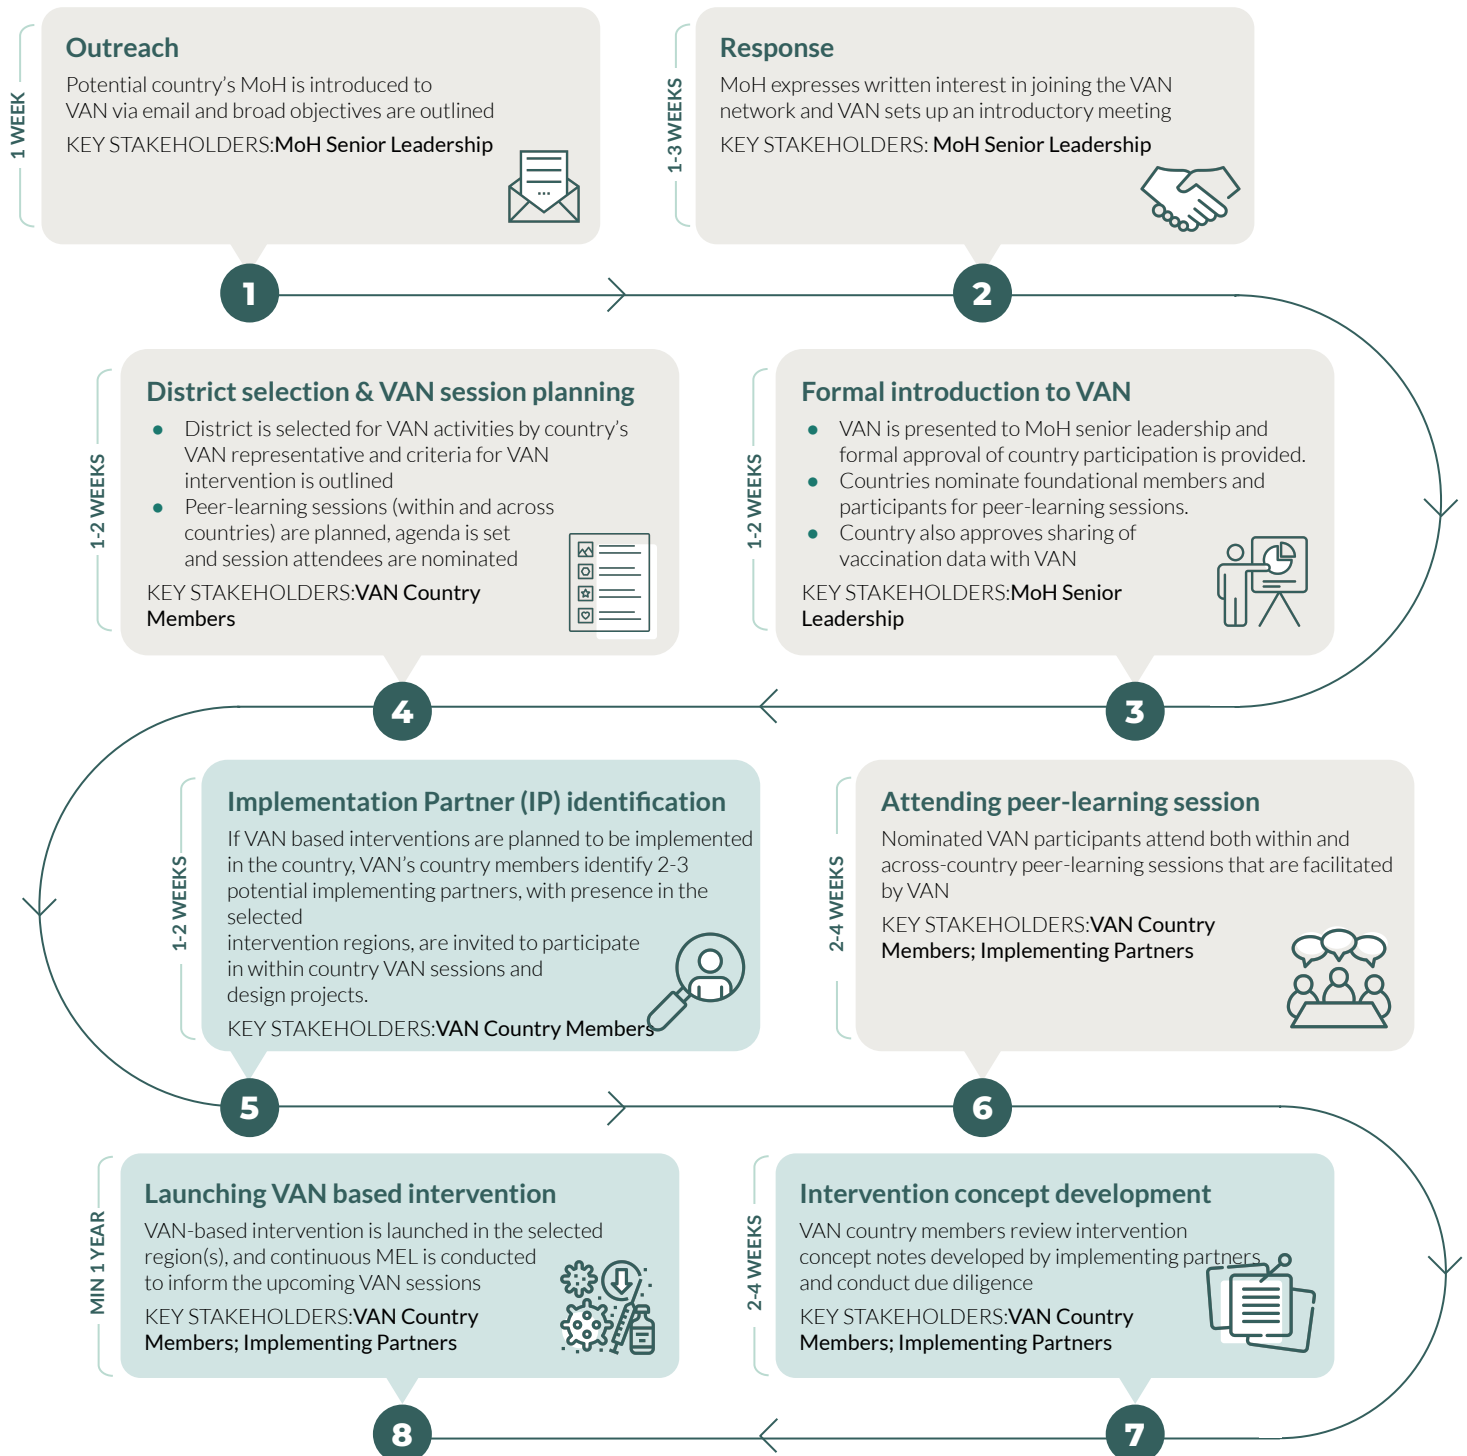 1 WEEK
Outreach
Potential country's MoH is introduced to
VAN via email and broad objectives are outlined
KEY STAKEHOLDERS:MoH Senior Leadership
1
1-3 WEEKS
Response
MoH expresses written interest in joining the VAN
network and VAN sets up an introductory meeting
KEY STAKEHOLDERS: MoH Senior Leadership
2
1-2 WEEKS
Formal introduction to VAN
● VAN is presented to MoH senior leadership and
formal approval of country participation is provided.
● Countries nominate foundational members and
participants for peer-learning sessions.
● Country also approves sharing of
vaccination data with VAN
KEY STAKEHOLDERS:MoH Senior
Leadership
3
1-2 WEEKS
District selection & VAN session planning
● District is selected for VAN activities by country's
VAN representative and criteria for VAN
intervention is outlined
● Peer-learning sessions (within and across
countries) are planned, agenda is set
and session attendees are nominated
KEY STAKEHOLDERS:VAN Country
Members
4
1-2 WEEKS
Implementation Partner (IP) identification
If VAN based interventions are planned to be implemented
in the country, VAN's country members identify 2-3
potential implementing partners, with presence in the
selected
intervention regions, are invited to participate
in within country VAN sessions and
design projects.
KEY STAKEHOLDERS:VAN Country Members
5
2-4 WEEKS
Attending peer-learning session
Nominated VAN participants attend both within and
across-country peer-learning sessions that are facilitated
by VAN
KEY STAKEHOLDERS:VAN Country
Members; Implementing Partners
6
2-4 WEEKS
Intervention concept development
VAN country members review intervention
concept notes developed by implementing partners
and conduct due diligence
KEY STAKEHOLDERS:VAN Country
Members; Implementing Partners
7
MIN 1 YEAR
Launching VAN based intervention
VAN-based intervention is launched in the selected
region(s), and continuous MEL is conducted
to inform the upcoming VAN sessions
KEY STAKEHOLDERS:VAN Country
Members; Implementing Partners
8